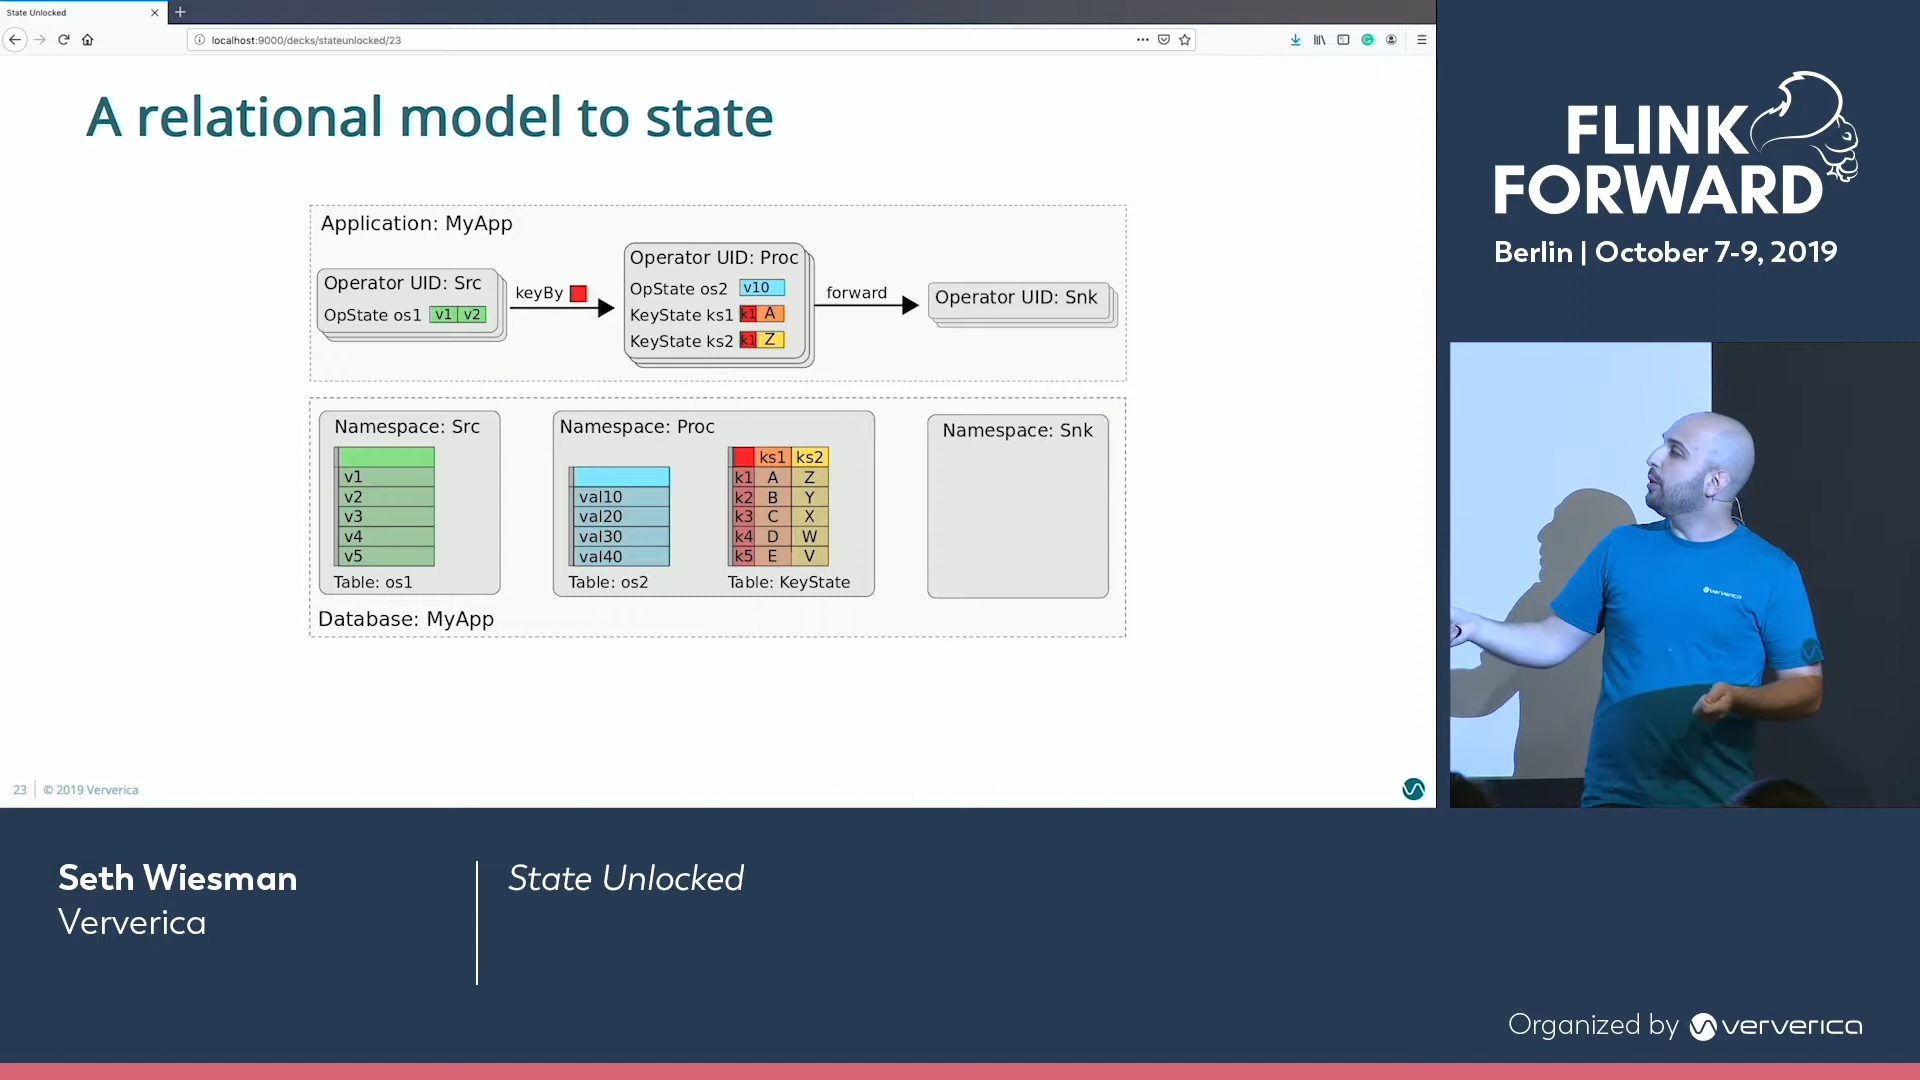 State Unlocked
localhost:9000/decks/stateunlocked/23
A relational model to state
Application: MyApp
Operator UID: Src
OpState os1 v1 v2
keyBy
Operator UID: Proc
OpState os2 v10
KeyState ks1 k1 A
KeyState ks2 k1 Z
forward
Operator UID: Snk
Namespace: Src
v1
v2
v3
v4
v5
Table: os1
Namespace: Proc
val10
val20
val30
val40
Table: os2
ks1 ks2
k1 A Z
k2 B Y
k3 C X
k4 D W
k5 E V
Table: KeyState
Namespace: Snk
Database: MyApp
23 © 2019 Ververica
FLINK
FORWARD
Berlin | October 7-9, 2019
ververica
Seth Wiesman
Ververica
State Unlocked
Organized by ververica